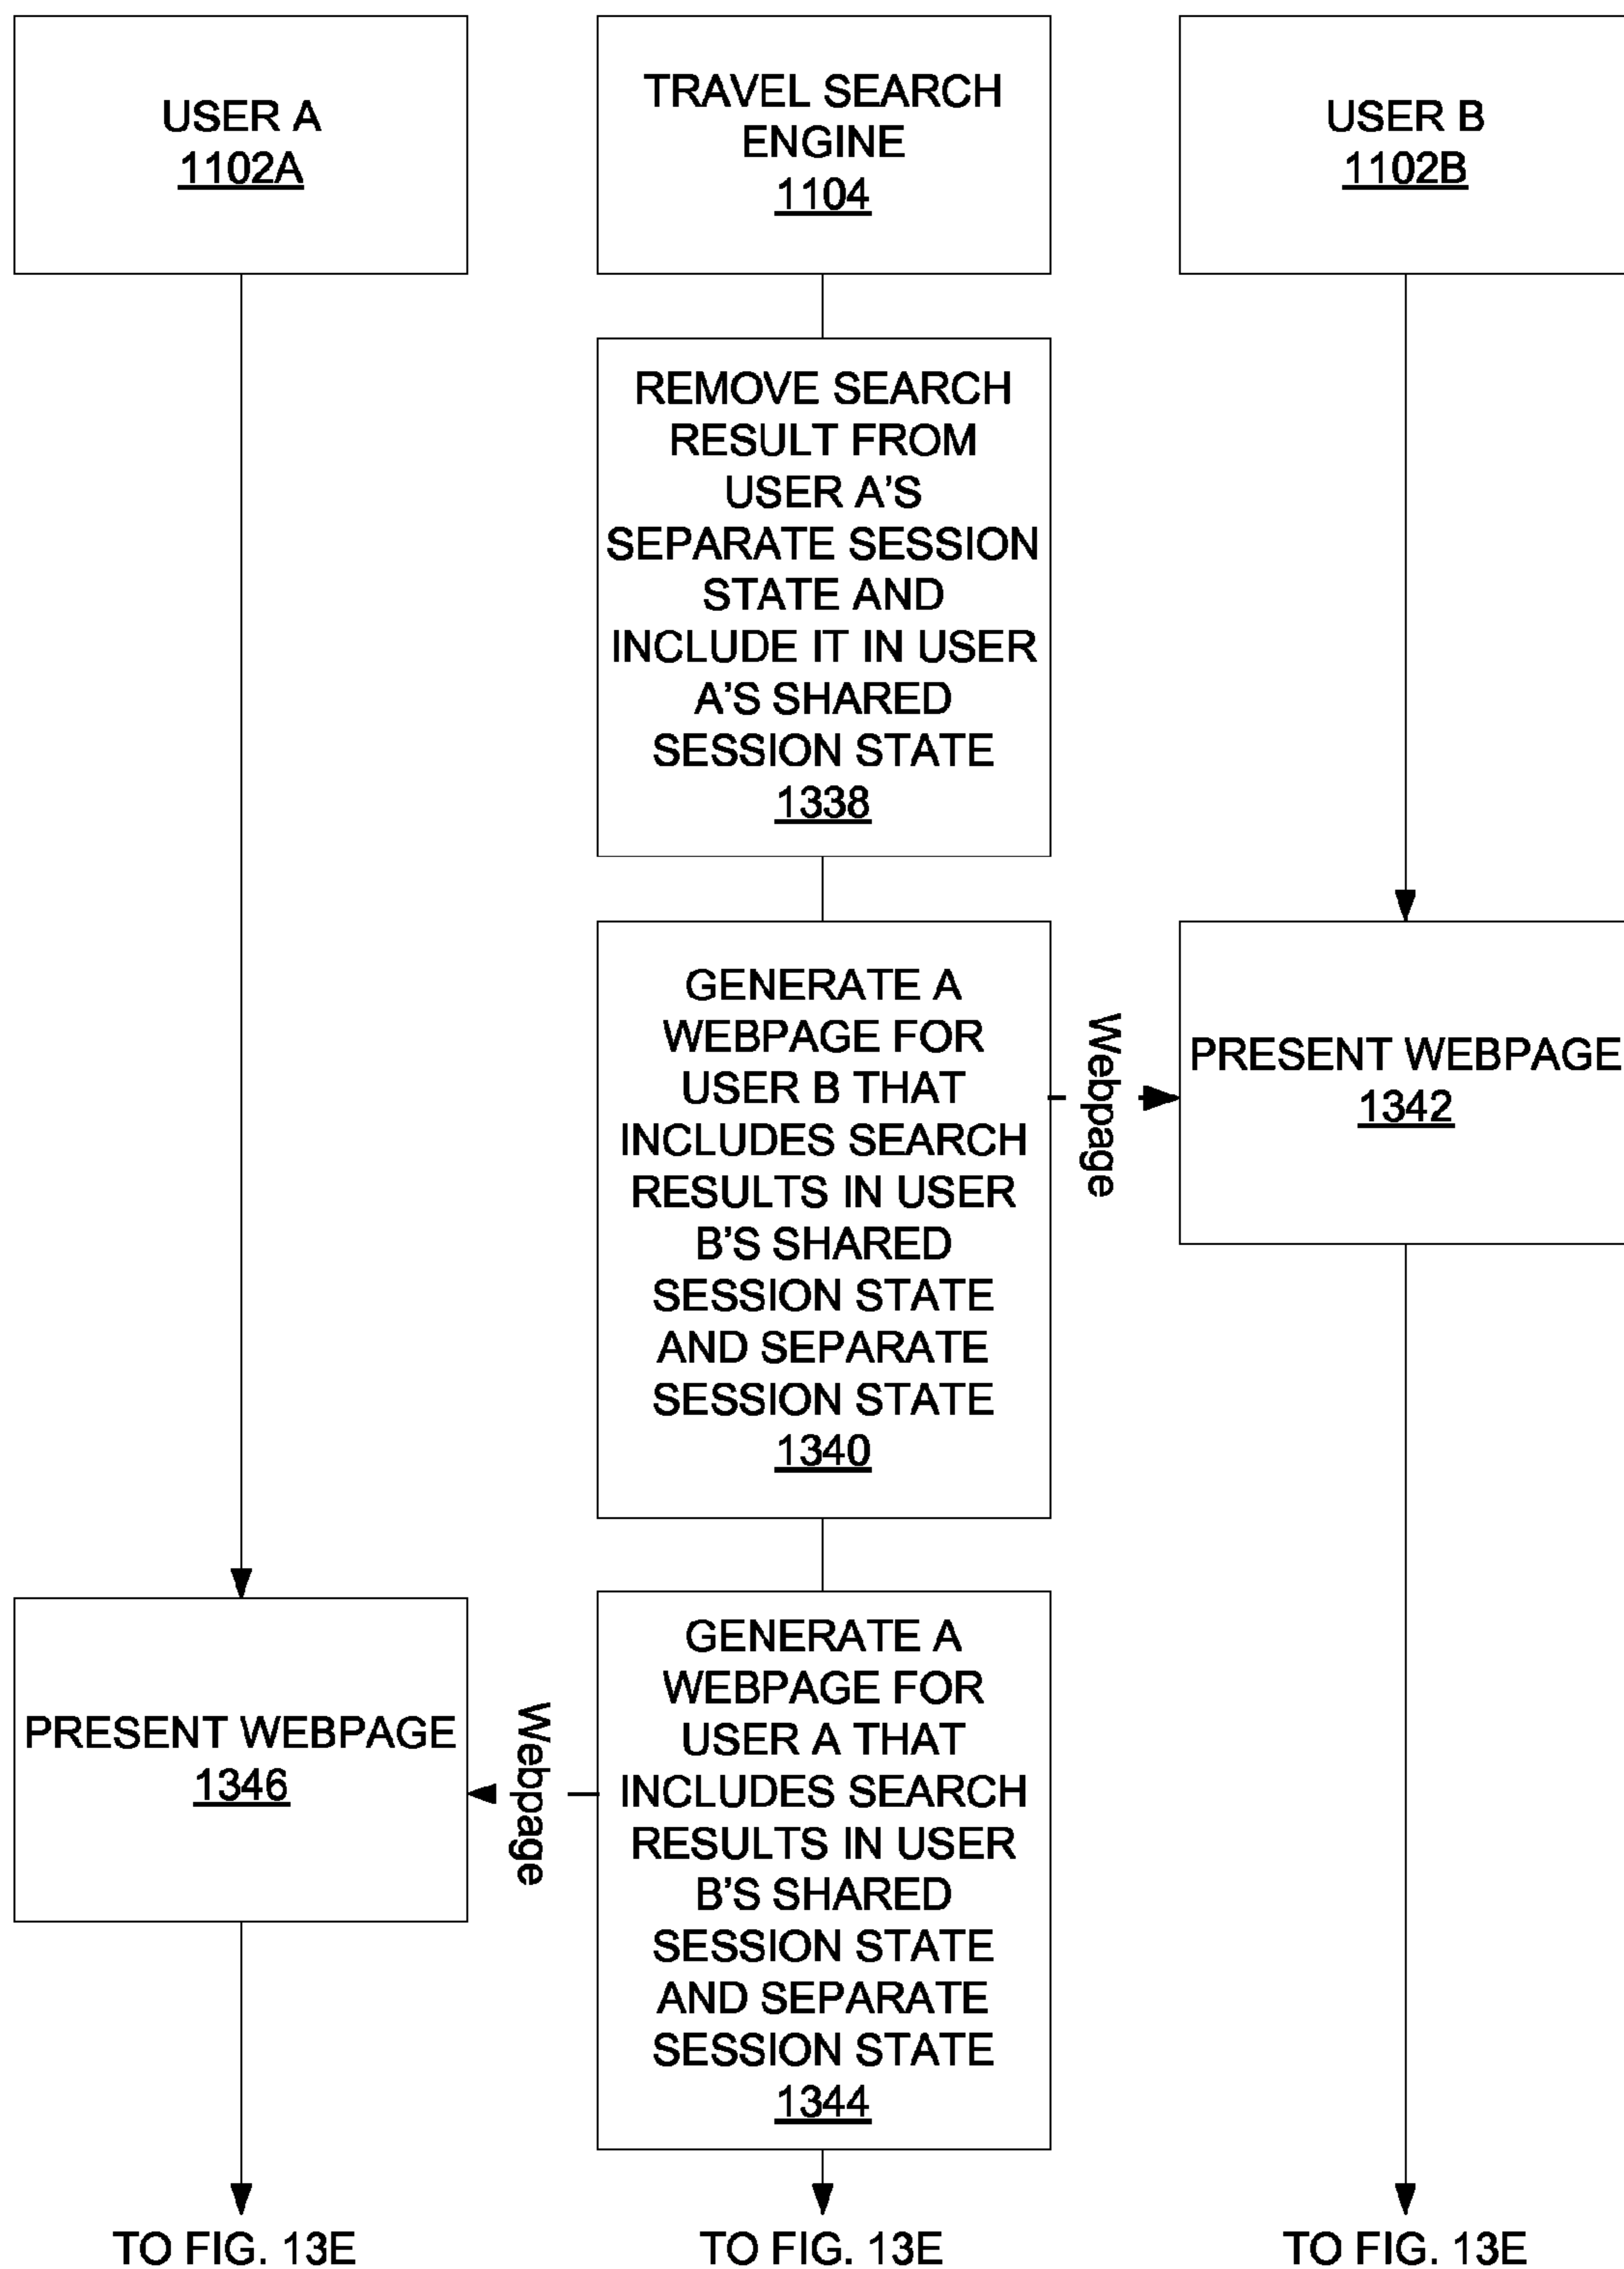 USER A
1102A
TRAVEL SEARCH
ENGINE
1104
USER B
1102B
REMOVE SEARCH
RESULT FROM
USER A'S
SEPARATE SESSION
STATE AND
INCLUDE IT IN USER
A'S SHARED
SESSION STATE
1338
GENERATE A
WEBPAGE FOR
USER B THAT
INCLUDES SEARCH
RESULTS IN USER
B'S SHARED
SESSION STATE
AND SEPARATE
SESSION STATE
1340
Webpage
PRESENT WEBPAGE
1342
GENERATE A
WEBPAGE FOR
USER A THAT
INCLUDES SEARCH
RESULTS IN USER
B'S SHARED
SESSION STATE
AND SEPARATE
SESSION STATE
1344
Webpage
PRESENT WEBPAGE
1346
TO FIG. 13E
TO FIG. 13E
TO FIG. 13E